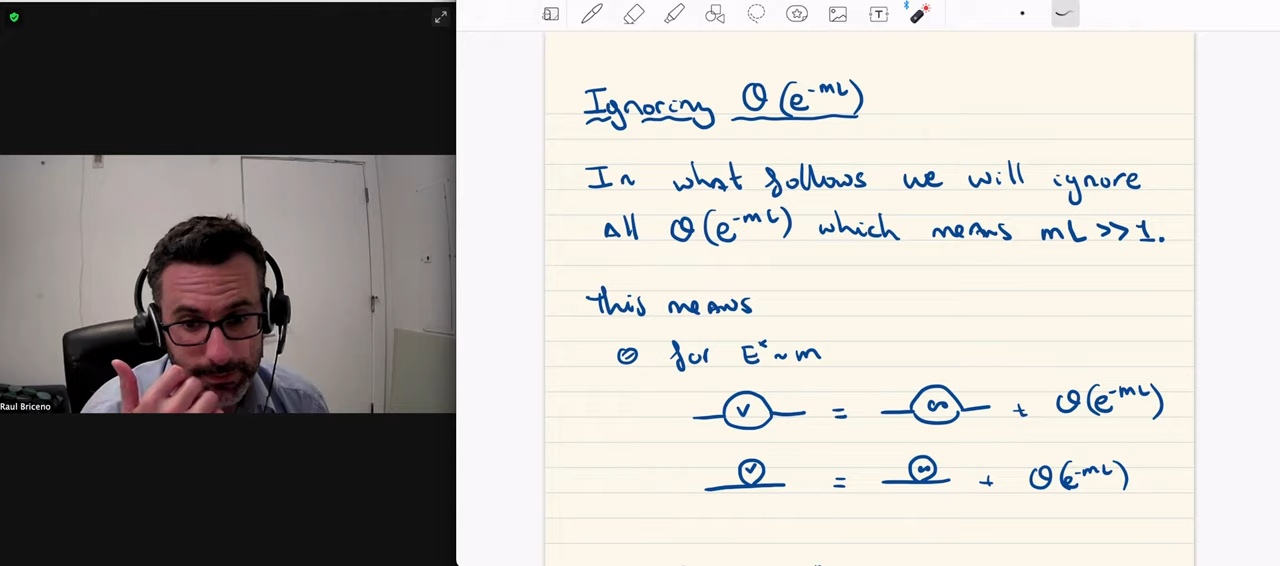 Raul Briceno
Ignoring O(e^-mL)
In what follows we will ignore
all O(e^-mL) which means mL >> 1.
this means
for E* ~ m
V = ∞ + O(e^-mL)
V = ∞ + O(e^-mL)